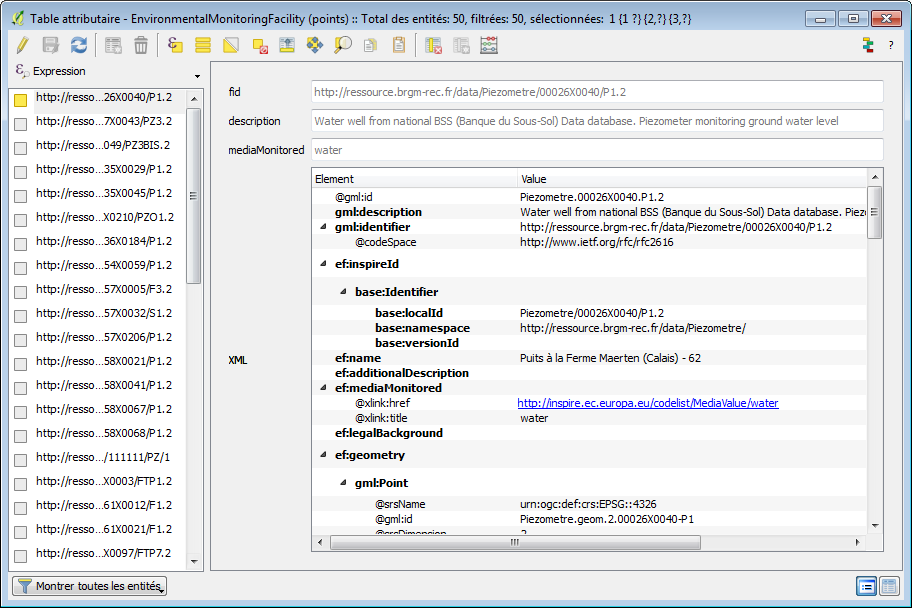 Table attributaire - EnvironmentalMonitoringFacility (points) :: Total des entités: 50, filtrées: 50, sélectionnées: 1 {1 ?} {2,?} {3,?}
Expression
http://resso...26X0040/P1.2
http://resso...7X0043/PZ3.2
http://resso...049/PZ3BIS.2
http://resso...35X0029/P1.2
http://resso...35X0045/P1.2
http://resso...X0210/PZO1.2
http://resso...36X0184/P1.2
http://resso...54X0059/P1.2
http://resso...57X0005/F3.2
http://resso...57X0032/S1.2
http://resso...57X0206/P1.2
http://resso...58X0021/P1.2
http://resso...58X0041/P1.2
http://resso...58X0067/P1.2
http://resso...58X0068/P1.2
http://resso.../111111/PZ/1
http://resso...X0003/FTP1.2
http://resso...61X0012/F1.2
http://resso...61X0021/F1.2
http://resso...X0097/FTP7.2
Montrer toutes les entités
fid http://ressource.brgm-rec.fr/data/Piezometre/00026X0040/P1.2
description Water well from national BSS (Banque du Sous-Sol) Data database. Piezometer monitoring ground water level
mediaMonitored water
XML
Element Value
@gml:id Piezometre.00026X0040.P1.2
gml:description Water well from national BSS (Banque du Sous-Sol) Data database. Piez
gml:identifier http://ressource.brgm-rec.fr/data/Piezometre/00026X0040/P1.2
@codeSpace http://www.ietf.org/rfc/rfc2616
ef:inspireId
base:Identifier
base:localId Piezometre/00026X0040/P1.2
base:namespace http://ressource.brgm-rec.fr/data/Piezometre/
base:versionId
ef:name Puits à la Ferme Maerten (Calais) - 62
ef:additionalDescription
ef:mediaMonitored
@xlink:href http://inspire.ec.europa.eu/codelist/MediaValue/water
@xlink:title water
ef:legalBackground
ef:geometry
gml:Point
@srsName urn:ogc:def:crs:EPSG::4326
@gml:id Piezometre.geom.2.00026X0040-P1
@srsDimension 2